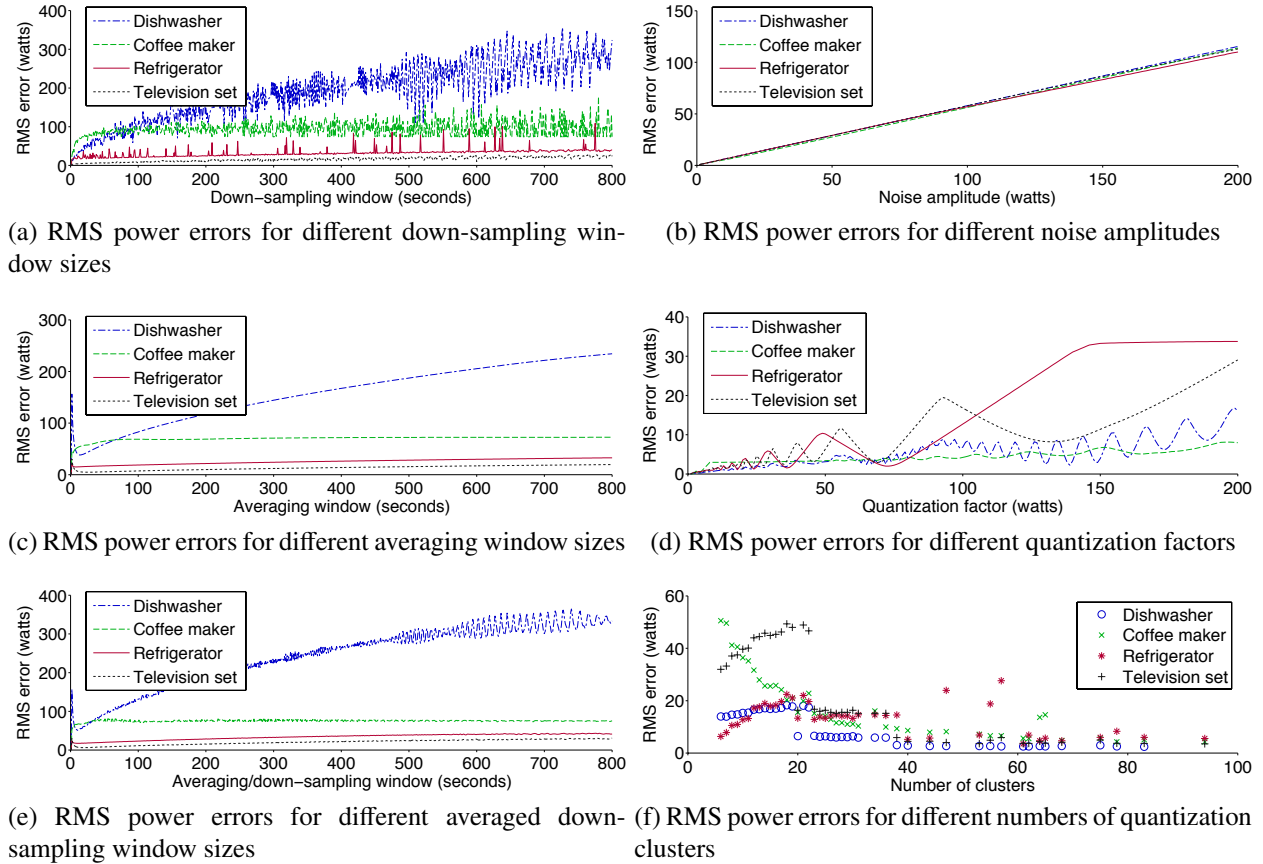 RMS error (watts)
400
300
200
100
0
Dishwasher
Coffee maker
Refrigerator
Television set
0 100 200 300 400 500 600 700 800
Down-sampling window (seconds)
(a) RMS power errors for different down-sampling win-
dow sizes
RMS error (watts)
150
100
50
0
Dishwasher
Coffee maker
Refrigerator
Television set
0 50 100 150 200
Noise amplitude (watts)
(b) RMS power errors for different noise amplitudes
RMS error (watts)
300
200
100
0
Dishwasher
Coffee maker
Refrigerator
Television set
0 100 200 300 400 500 600 700 800
Averaging window (seconds)
(c) RMS power errors for different averaging window sizes
RMS error (watts)
40
30
20
10
0
Dishwasher
Coffee maker
Refrigerator
Television set
0 50 100 150 200
Quantization factor (watts)
(d) RMS power errors for different quantization factors
RMS error (watts)
400
300
200
100
0
Dishwasher
Coffee maker
Refrigerator
Television set
0 100 200 300 400 500 600 700 800
Averaging/down-sampling window (seconds)
(e) RMS power errors for different averaged down-
sampling window sizes
RMS error (watts)
60
40
20
0
Dishwasher
Coffee maker
Refrigerator
Television set
0 20 40 60 80 100
Number of clusters
(f) RMS power errors for different numbers of quantization
clusters